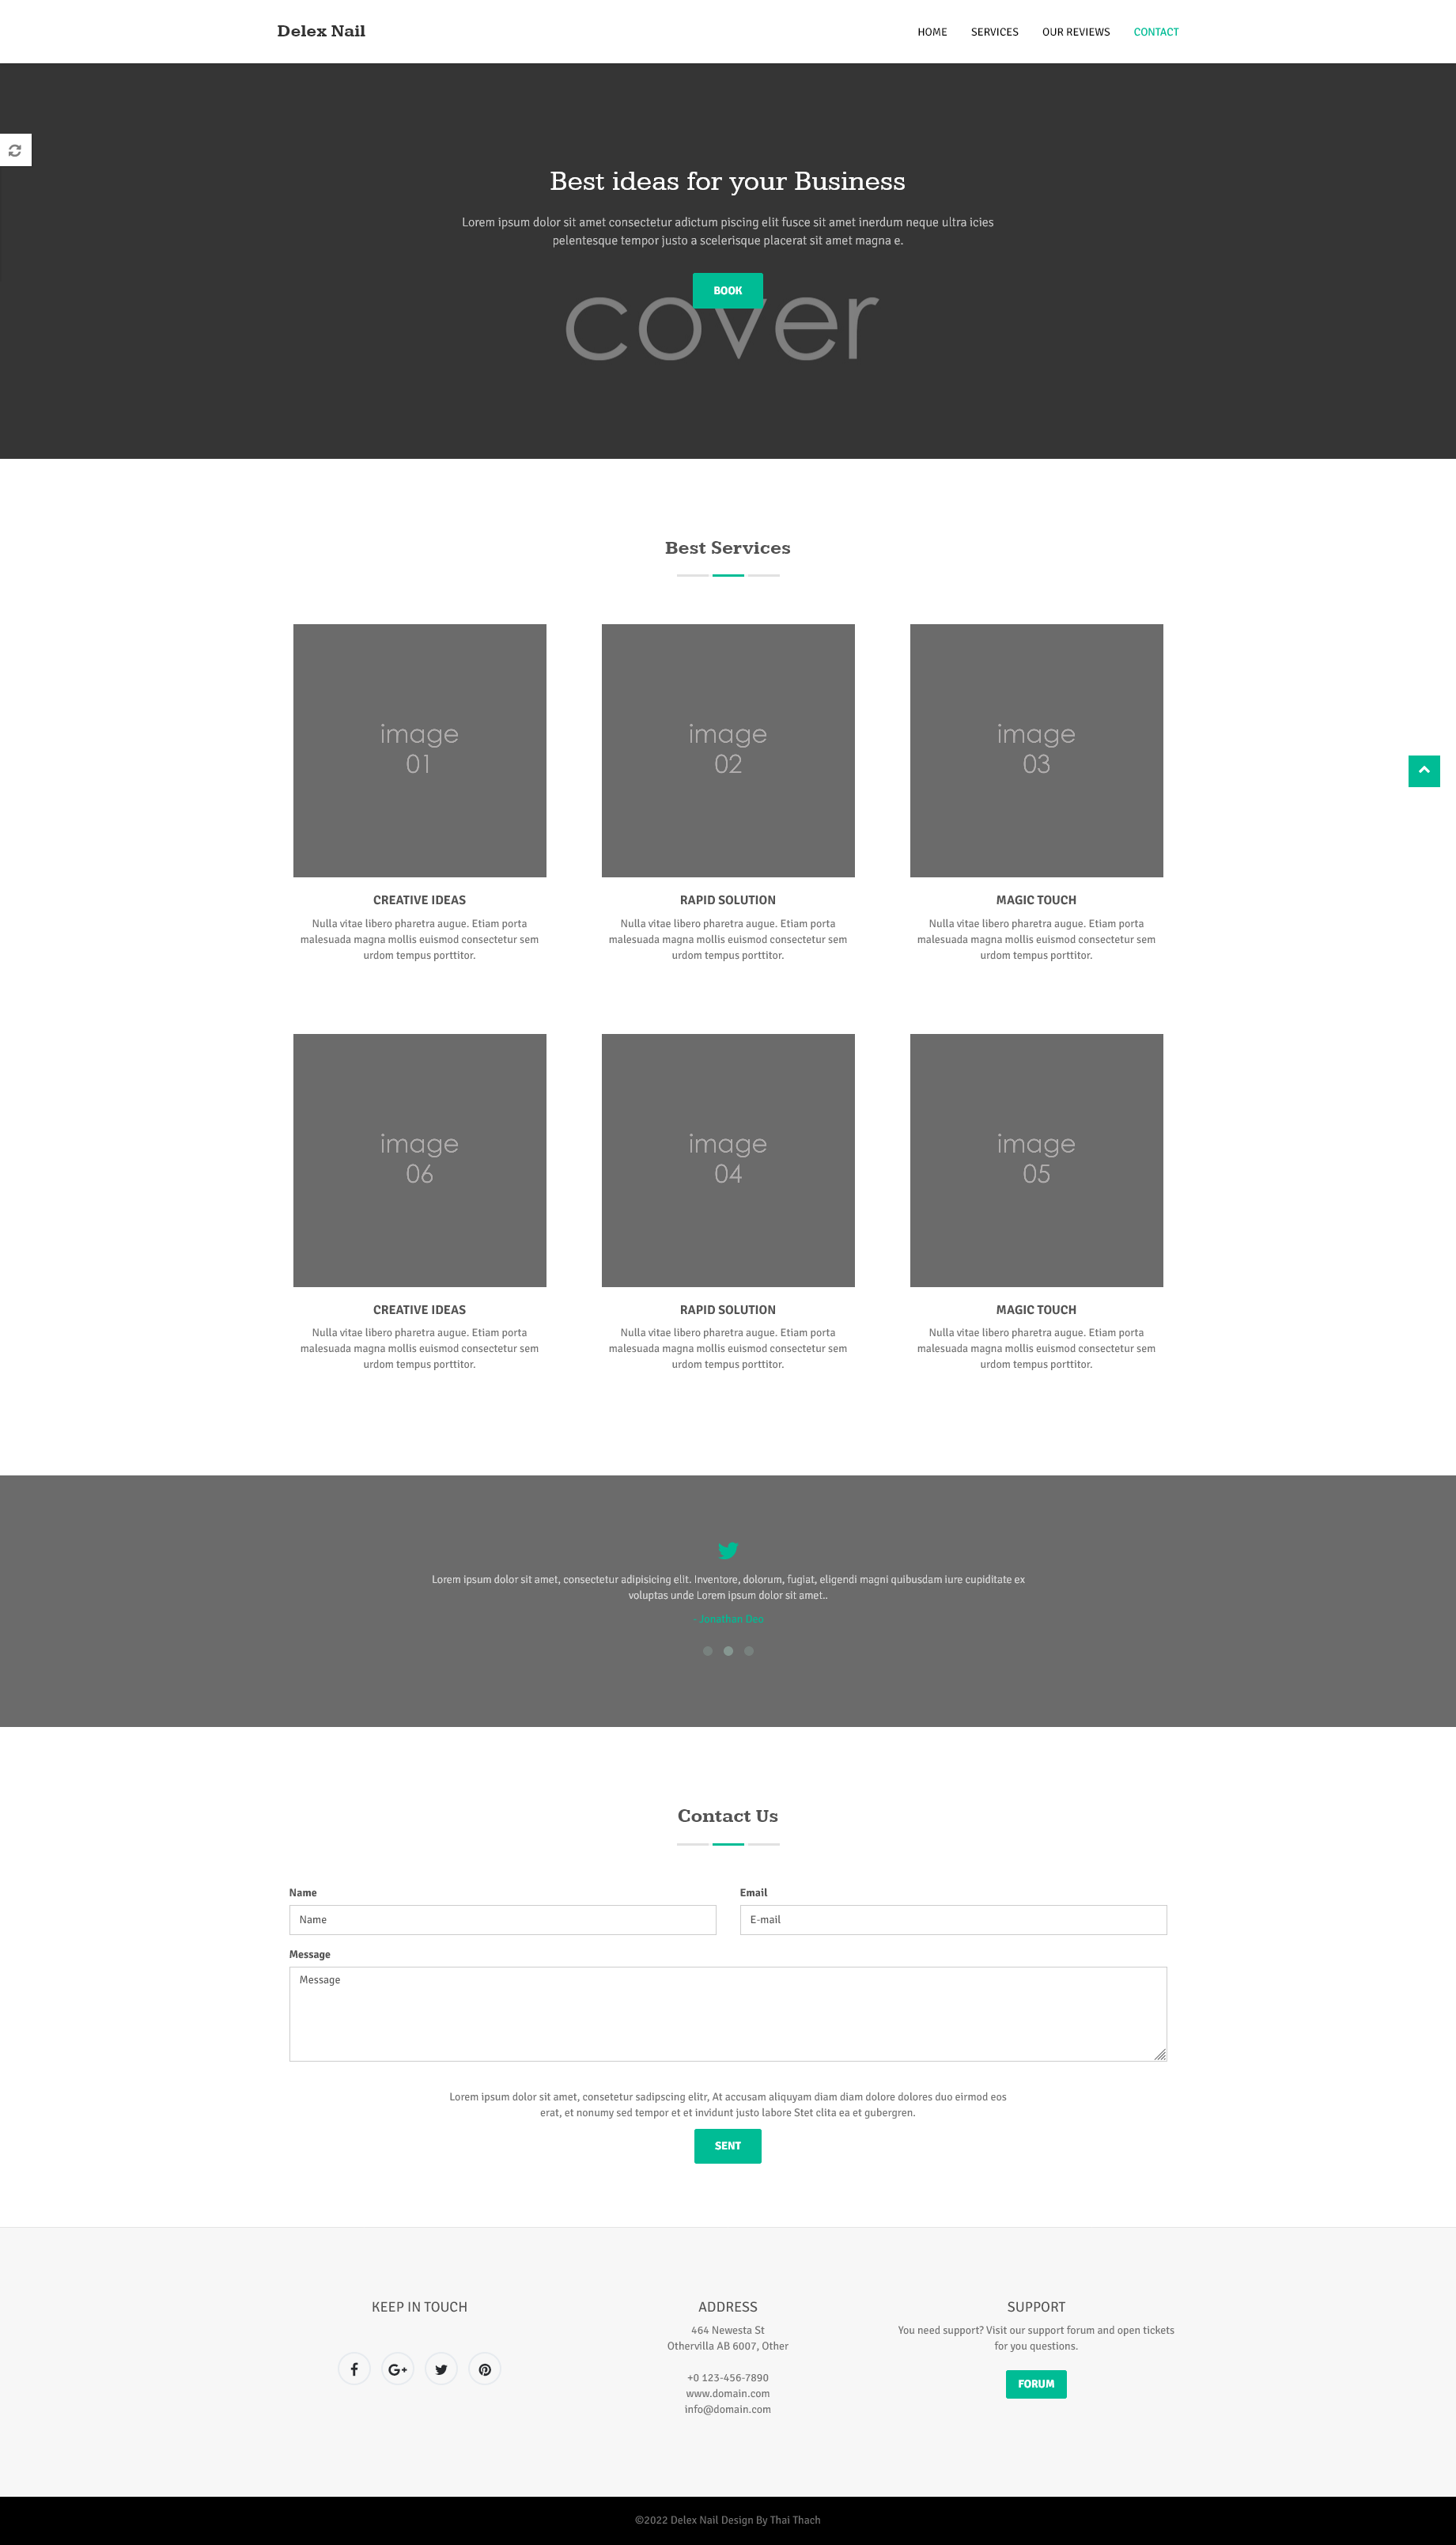 Delex Nail
HOME SERVICES OUR REVIEWS CONTACT
Best ideas for your Business
Lorem ipsum dolor sit amet consectetur adictum piscing elit fusce sit amet inerdum neque ultra icies
pelentesque tempor justo a scelerisque placerat sit amet magna e.
BOOK
cover
Best Services
image
01
image
02
image
03
CREATIVE IDEAS
Nulla vitae libero pharetra augue. Etiam porta
malesuada magna mollis euismod consectetur sem
urdom tempus porttitor.
RAPID SOLUTION
Nulla vitae libero pharetra augue. Etiam porta
malesuada magna mollis euismod consectetur sem
urdom tempus porttitor.
MAGIC TOUCH
Nulla vitae libero pharetra augue. Etiam porta
malesuada magna mollis euismod consectetur sem
urdom tempus porttitor.
image
06
image
04
image
05
CREATIVE IDEAS
Nulla vitae libero pharetra augue. Etiam porta
malesuada magna mollis euismod consectetur sem
urdom tempus porttitor.
RAPID SOLUTION
Nulla vitae libero pharetra augue. Etiam porta
malesuada magna mollis euismod consectetur sem
urdom tempus porttitor.
MAGIC TOUCH
Nulla vitae libero pharetra augue. Etiam porta
malesuada magna mollis euismod consectetur sem
urdom tempus porttitor.
Lorem ipsum dolor sit amet, consectetur adipisicing elit. Inventore, dolorum, fugiat, eligendi magni quibusdam iure cupiditate ex
voluptas unde Lorem ipsum dolor sit amet..
- Jonathan Deo
Contact Us
Name
Name
Email
E-mail
Message
Message
Lorem ipsum dolor sit amet, consetetur sadipscing elitr, At accusam aliquyam diam diam dolore dolores duo eirmod eos
erat, et nonumy sed tempor et et invidunt justo labore Stet clita ea et gubergren.
SENT
KEEP IN TOUCH
G+
ADDRESS
464 Newesta St
Othervilla AB 6007, Other
+0 123-456-7890
www.domain.com
info@domain.com
SUPPORT
You need support? Visit our support forum and open tickets
for you questions.
FORUM
©2022 Delex Nail Design By Thai Thach